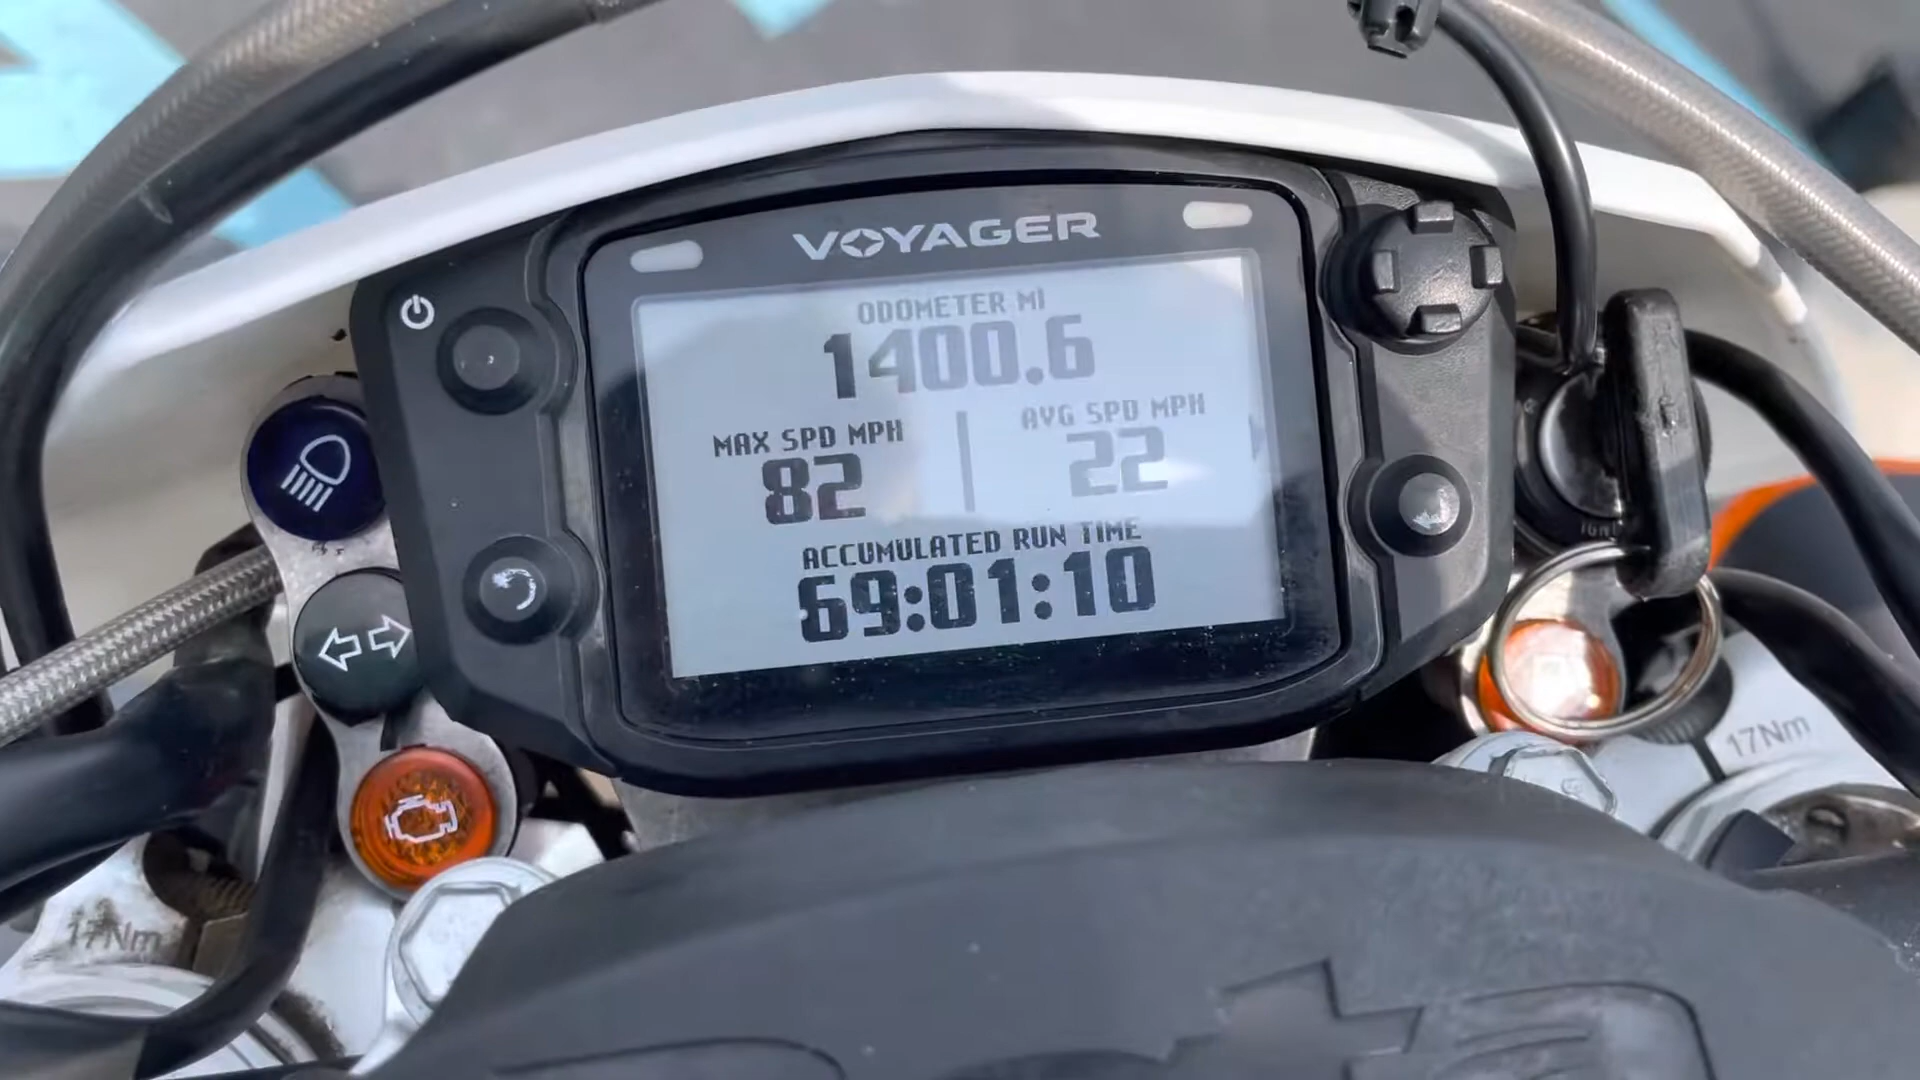 VOYAGER
ODOMETER MI
1400.6
MAX SPD MPH
82
AVG SPD MPH
22
ACCUMULATED RUN TIME
69:01:10
17Nm
17Nm